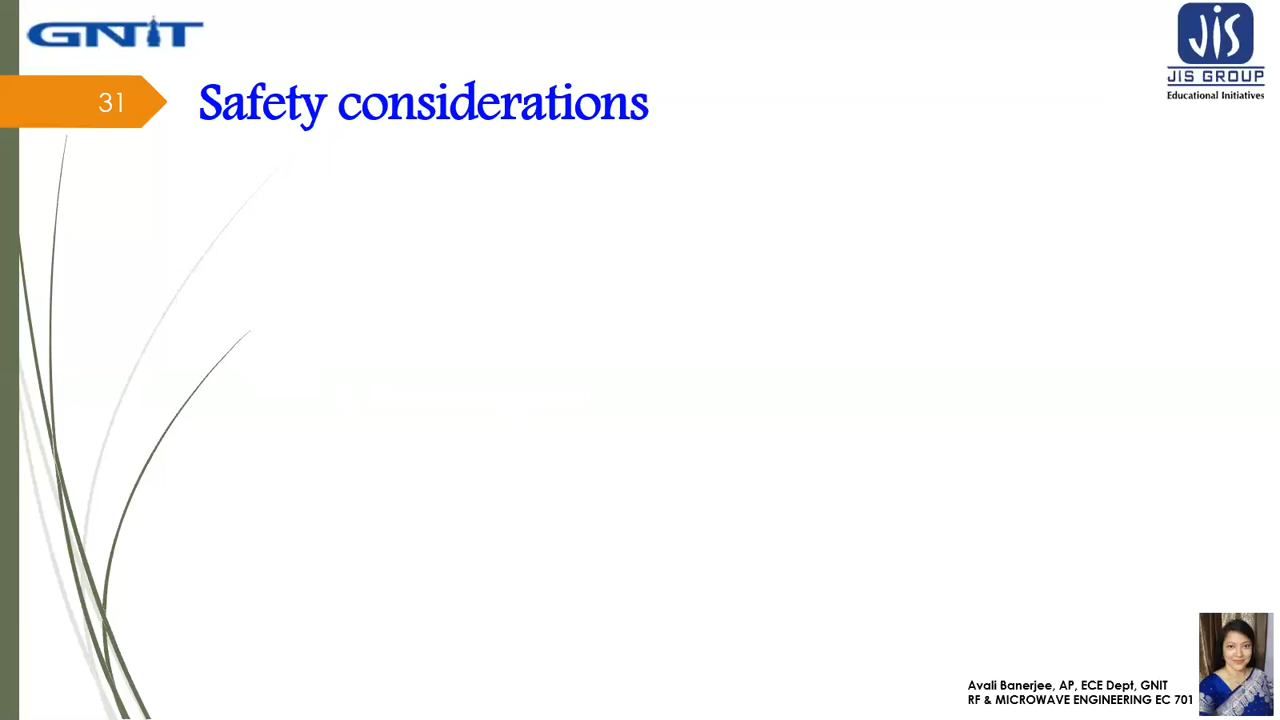 GNIT
JIS
JIS GROUP
Educational Initiatives
31
Safety considerations
Avali Banerjee, AP, ECE Dept, GNIT
RF & MICROWAVE ENGINEERING EC 701